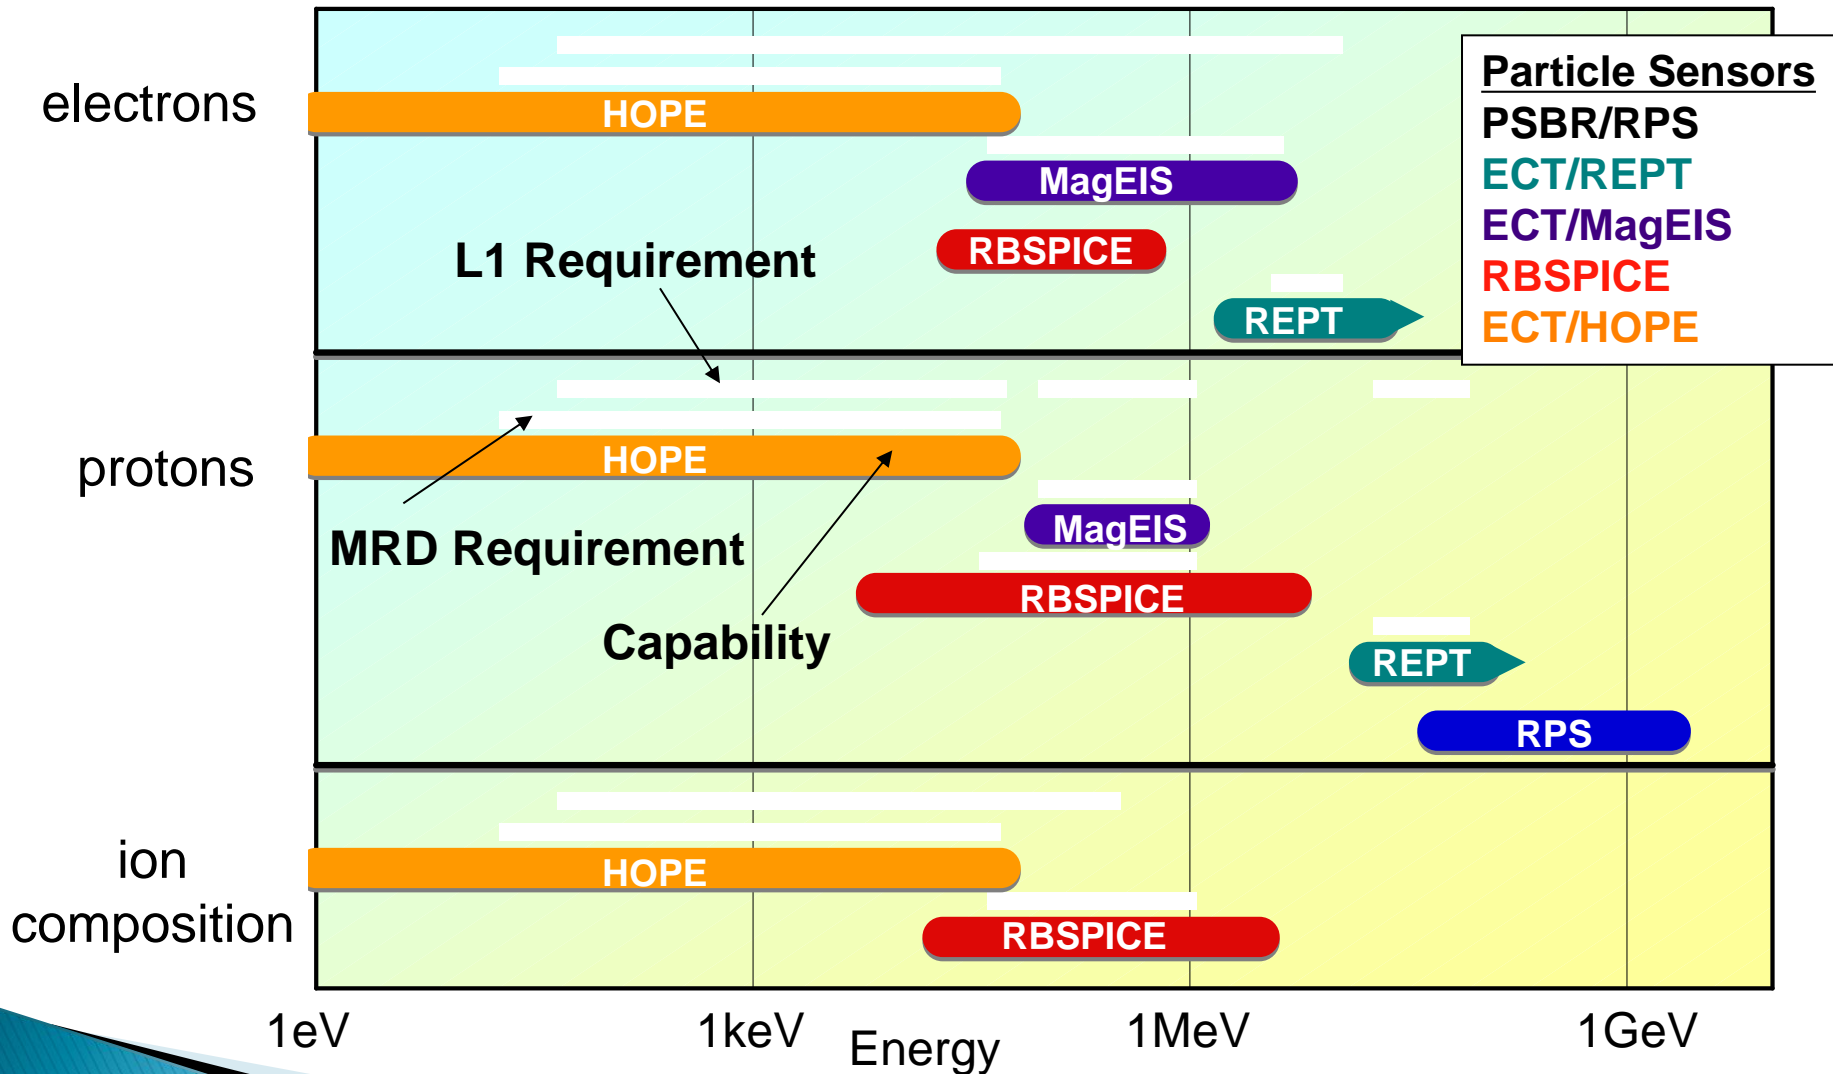 electrons
HOPE
MagEIS
RBSPICE
L1 Requirement
REPT
Particle Sensors
PSBR/RPS
ECT/REPT
ECT/MagEIS
RBSPICE
ECT/HOPE
protons
HOPE
MagEIS
MRD Requirement
RBSPICE
Capability
REPT
RPS
ion
composition
HOPE
RBSPICE
1eV
1keV
1MeV
1GeV
Energy